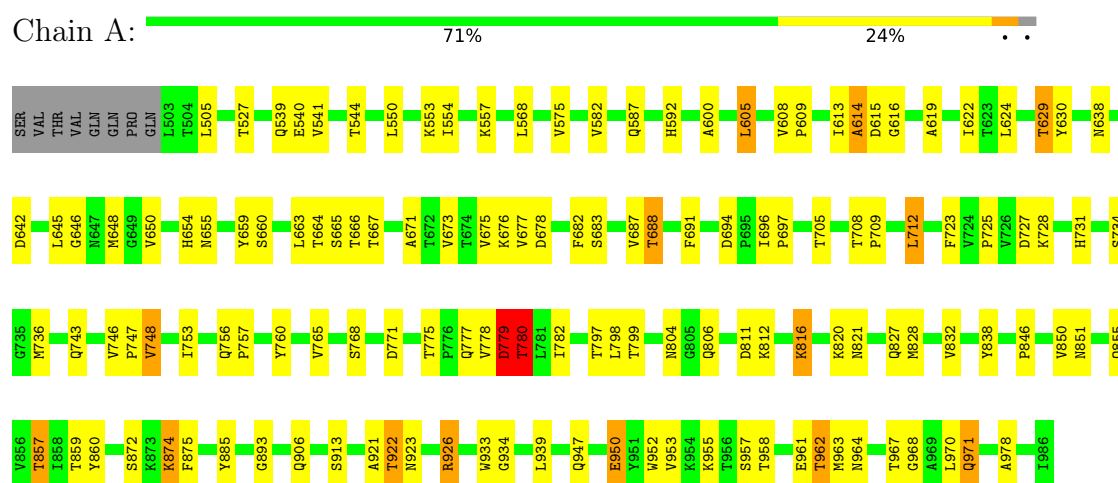 Chain A:
71% 24% • •
SER VAL THR VAL GLN GLN PRO GLN L503 T504 L505 T527 Q539 E540 V541 T544 L550 K553 I554 K557 L568 V575 V582 Q587 H592 A600 L605 V608 P609 I613 A614 D615 G616 A619 I622 T623 L624 T629 Y630 N638
D642 L645 G646 N647 M648 G649 V650 H654 N655 Y659 S660 L663 T664 S665 T666 T667 A671 T672 V673 T674 V675 K676 V677 D678 F682 S683 V687 T688 F691 D694 P695 I696 P697 T705 T708 P709 L712 F723 V724 P725 V726 D727 K728 H731 S734
G735 M736 Q743 V746 P747 V748 I753 Q756 P757 Y760 V765 S768 D771 T775 P776 Q777 V778 D779 T780 L781 I782 T797 L798 T799 N804 G805 Q806 D811 K812 K816 K820 N821 Q827 M828 V832 Y838 P846 V850 N851
V856 T857 I858 T859 Y860 S872 K873 K874 F875 Y885 G893 Q906 S913 A921 T922 N923 R926 W933 G934 L939 Q947 E950 Y951 W952 V953 K954 K955 T956 S957 T958 E961 T962 M963 N964 T967 G968 A969 L970 Q971 A978 I986